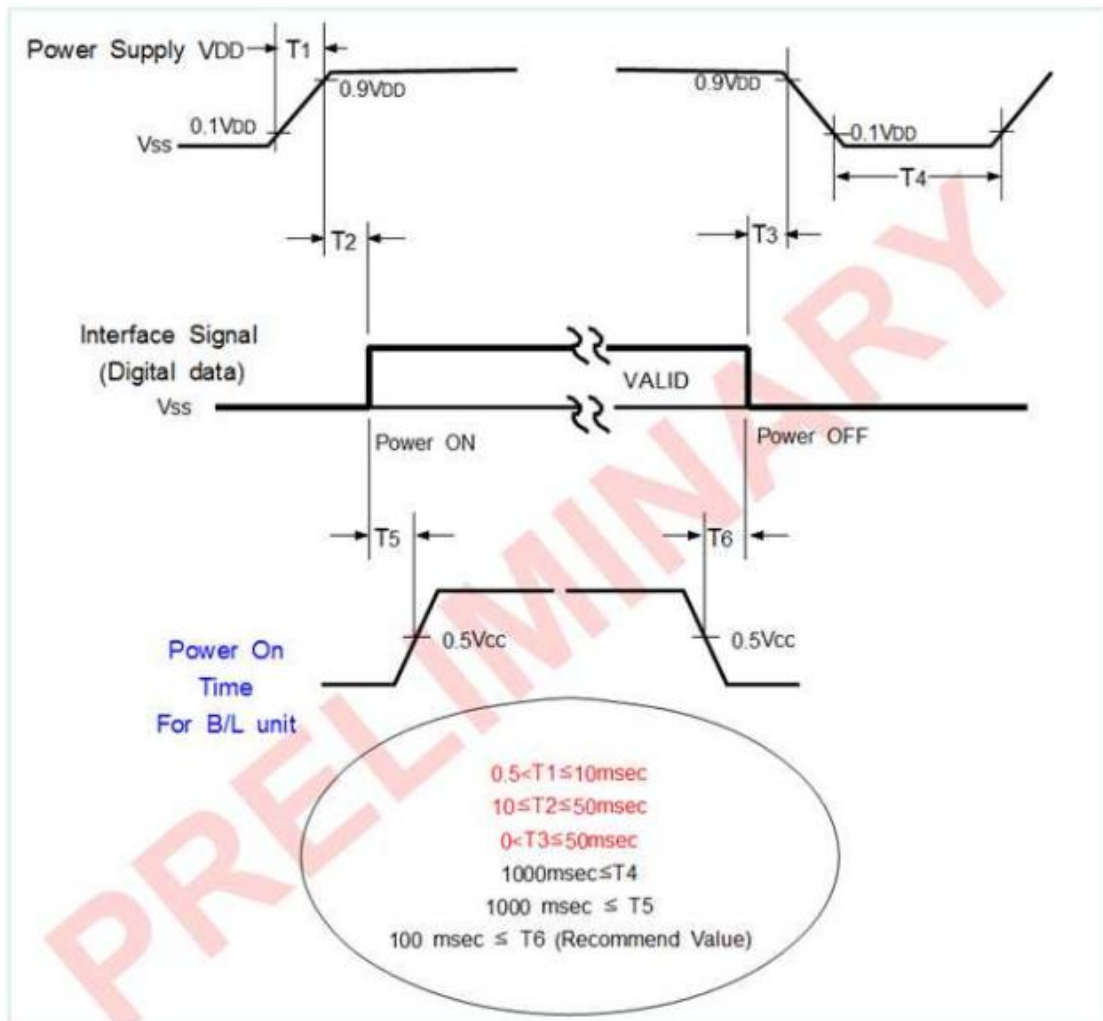 Power Supply VDD
T1
0.9VDD
0.9VDD
0.1VDD
0.1VDD
Vss
T4
T2
T3
Interface Signal
(Digital data)
VALID
Vss
Power ON
Power OFF
T5
T6
0.5Vcc
0.5Vcc
Power On
Time
For B/L unit
0.5<T1≤10msec
10≤T2≤50msec
0<T3≤50msec
1000msec≤T4
1000 msec ≤ T5
100 msec ≤ T6 (Recommend Value)
PRELIMINARY